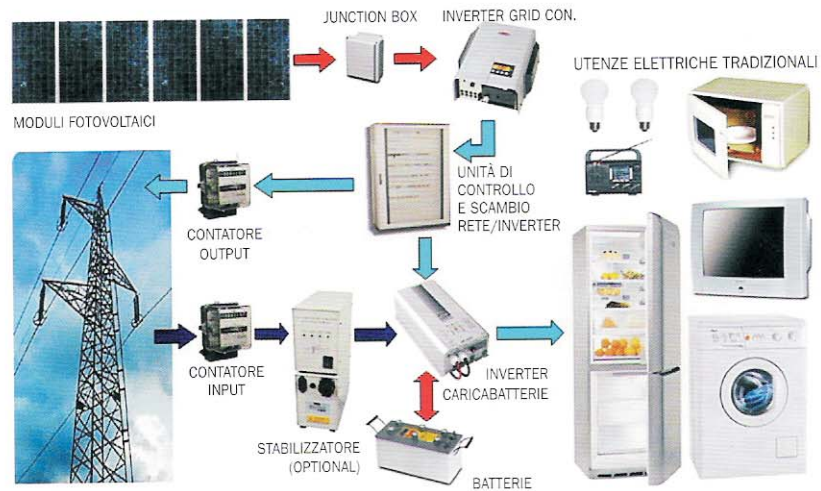 JUNCTION BOX
INVERTER GRID CON.
UTENZE ELETTRICHE TRADIZIONALI
MODULI FOTOVOLTAICI
UNITÀ DI
CONTROLLO
E SCAMBIO
RETE/INVERTER
CONTATORE
OUTPUT
CONTATORE
INPUT
INVERTER
CARICABATTERIE
STABILIZZATORE
(OPTIONAL)
BATTERIE